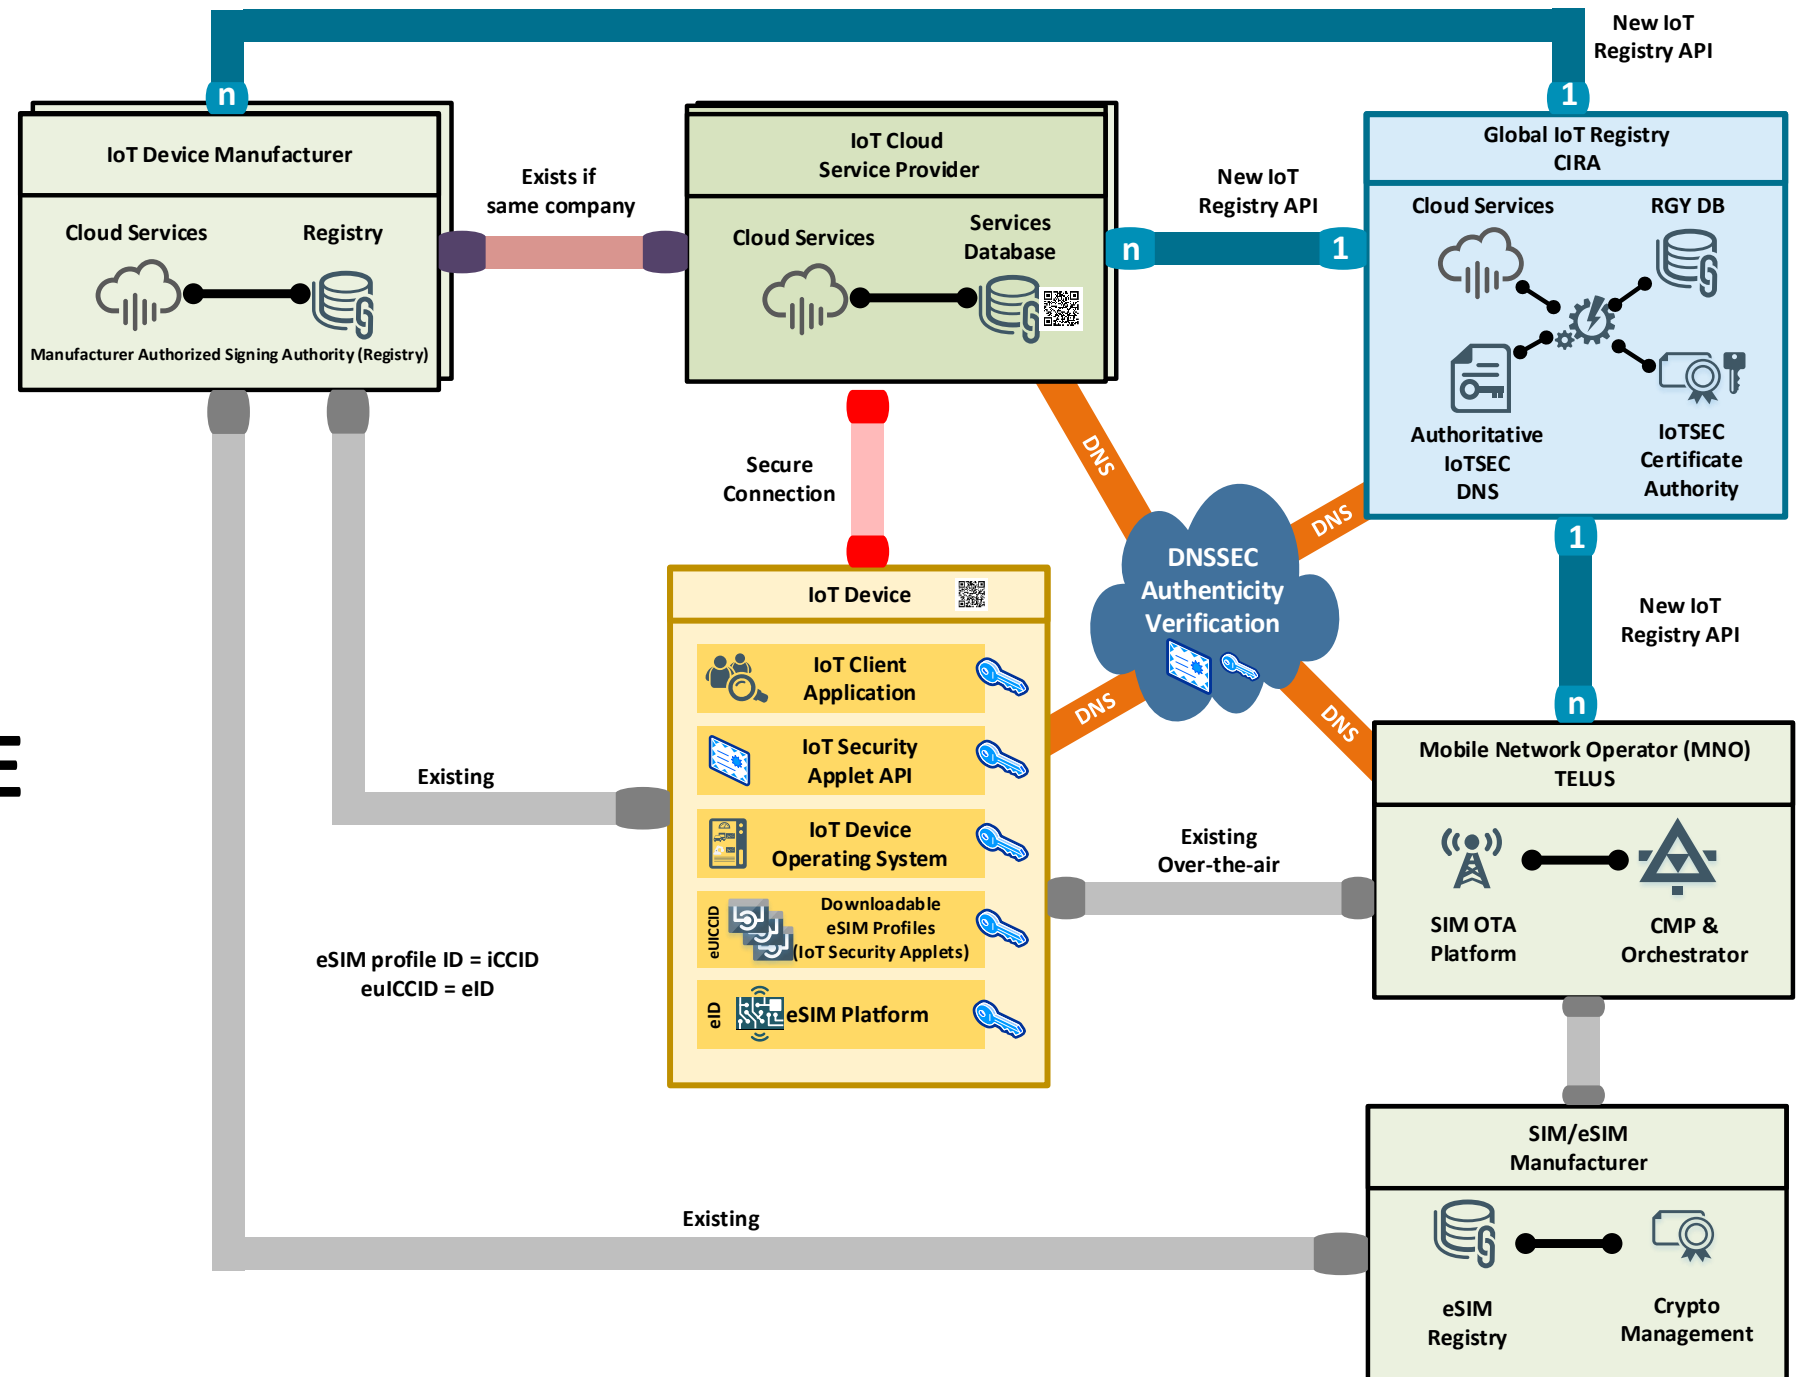 New IoT
Registry API
n
1
IoT Device Manufacturer
Cloud Services
Registry
Manufacturer Authorized Signing Authority (Registry)
Exists if
same company
IoT Cloud
Service Provider
Cloud Services
Services
Database
New IoT
Registry API
n
1
Global IoT Registry
CIRA
Cloud Services
RGY DB
Authoritative
IoTSEC
DNS
IoTSEC
Certificate
Authority
Secure
Connection
DNS
DNS
DNS
DNS
DNSSEC
Authenticity
Verification
1
New IoT
Registry API
n
IoT Device
IoT Client
Application
IoT Security
Applet API
IoT Device
Operating System
eUICCID
Downloadable
eSIM Profiles
(IoT Security Applets)
eID
eSIM Platform
E
Existing
eSIM profile ID = iCCID
euICCID = eID
Existing
Over-the-air
Mobile Network Operator (MNO)
TELUS
SIM OTA
Platform
CMP &
Orchestrator
Existing
SIM/eSIM
Manufacturer
eSIM
Registry
Crypto
Management